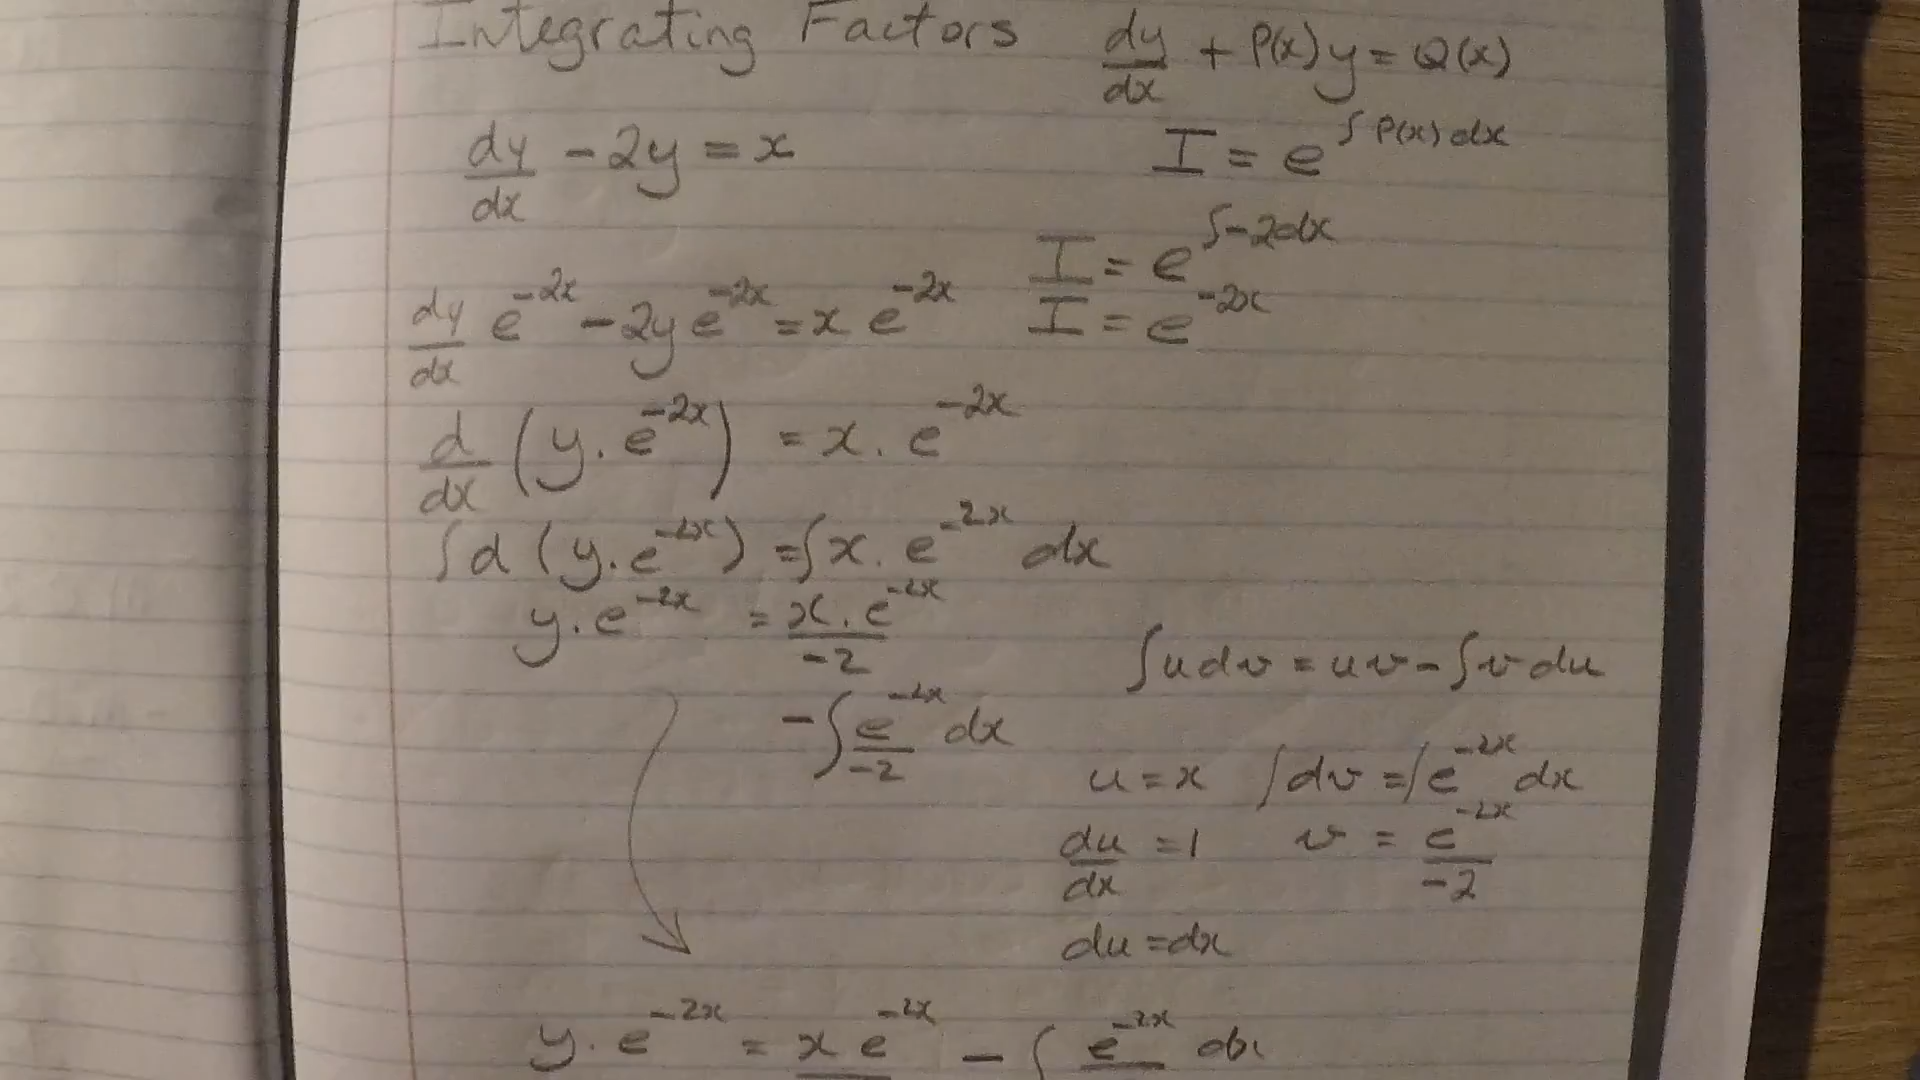 Integrating Factors dy/dx + P(x)y = Q(x)
dy/dx - 2y = x I = e^∫P(x)dx
I = e^∫-2dx
dy/dx e^-2x - 2y e^-2x = x e^-2x I = e^-2x
d/dx (y . e^-2x) = x . e^-2x
∫d (y . e^-2x) = ∫x . e^-2x dx
y . e^-2x = x . e^-2x/-2
∫u dv = uv - ∫v du
- ∫ e^-2x/-2 dx
u = x ∫dv = ∫e^-2x dx
du/dx = 1 v = e^-2x/-2
du = dx
y . e^-2x = x e^-2x - ∫ e^-2x dx